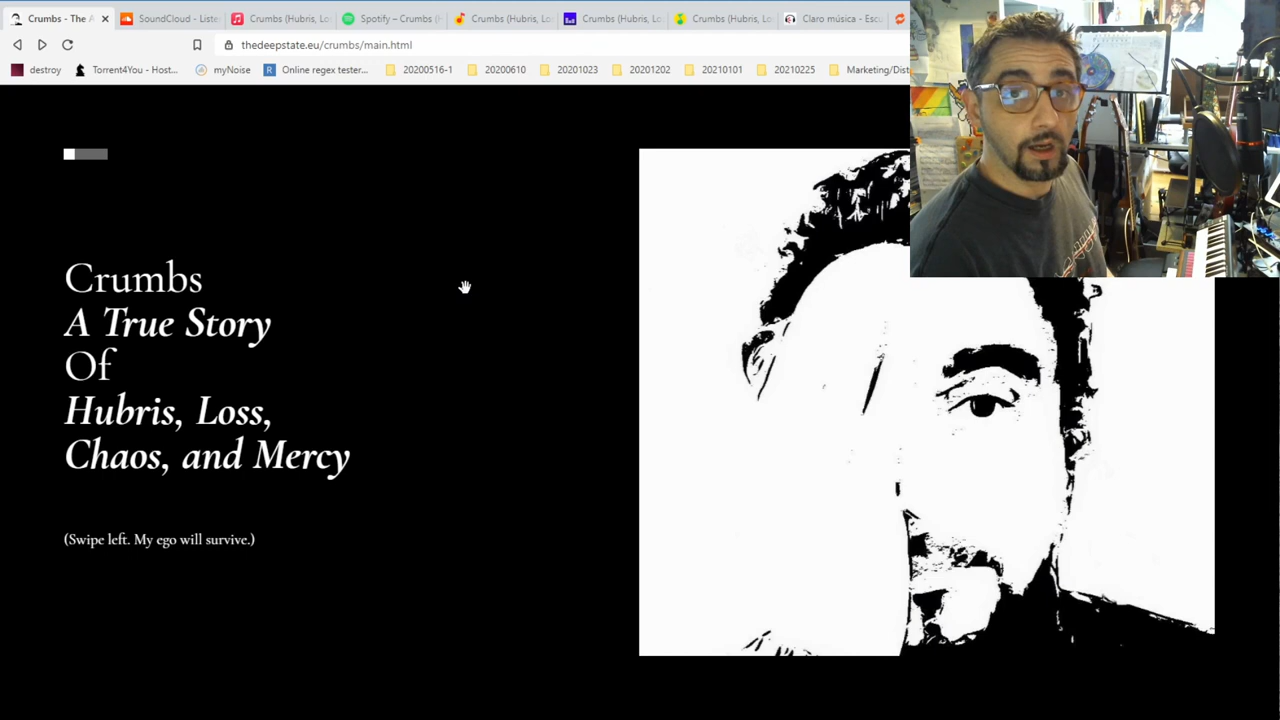 Crumbs - The A
SoundCloud - Liste
Crumbs (Hubris, Lo
Spotify – Crumbs (H
Crumbs (Hubris, Lo
Crumbs (Hubris, Lo
Crumbs (Hubris, Lo
Claro música - Escu
thedeepstate.eu/crumbs/main.html
destroy
Torrent4You - Host...
myNoise
Online regex tester...
20200516-1
20200610
20201023
20201202
20210101
20210225
Marketing/Dist
Crumbs
A True Story
Of
Hubris, Loss,
Chaos, and Mercy
(Swipe left. My ego will survive.)